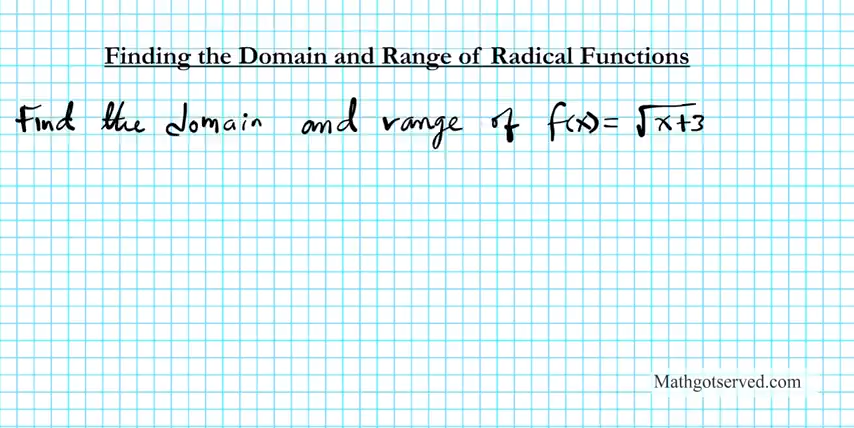 Finding the Domain and Range of Radical Functions
Find the domain and range of f(x) = √x+3
Mathgotserved.com